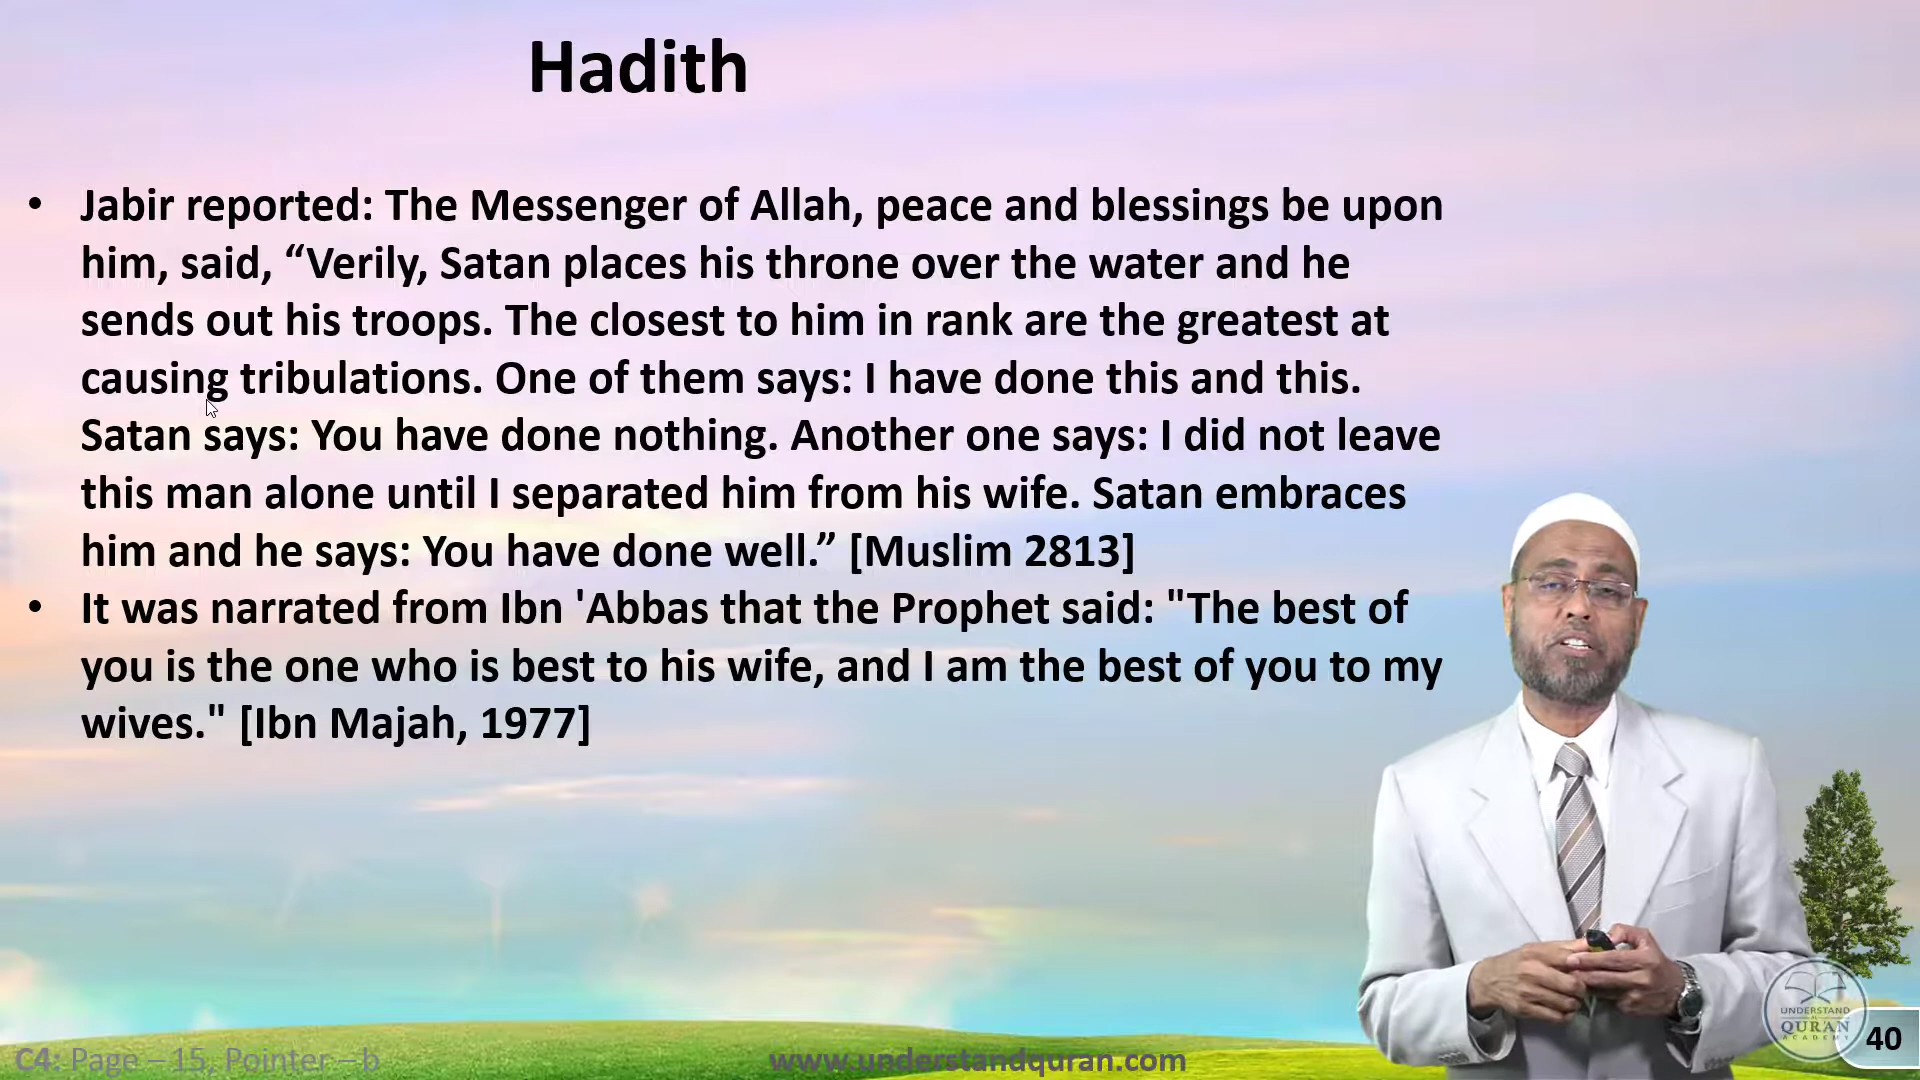 Hadith
• Jabir reported: The Messenger of Allah, peace and blessings be upon
him, said, “Verily, Satan places his throne over the water and he
sends out his troops. The closest to him in rank are the greatest at
causing tribulations. One of them says: I have done this and this.
Satan says: You have done nothing. Another one says: I did not leave
this man alone until I separated him from his wife. Satan embraces
him and he says: You have done well.” [Muslim 2813]
• It was narrated from Ibn 'Abbas that the Prophet said: "The best of
you is the one who is best to his wife, and I am the best of you to my
wives." [Ibn Majah, 1977]
UNDERSTAND
AL
QURAN
ACADEMY
40
C4: Page – 15, Pointer – b
www.understandquran.com